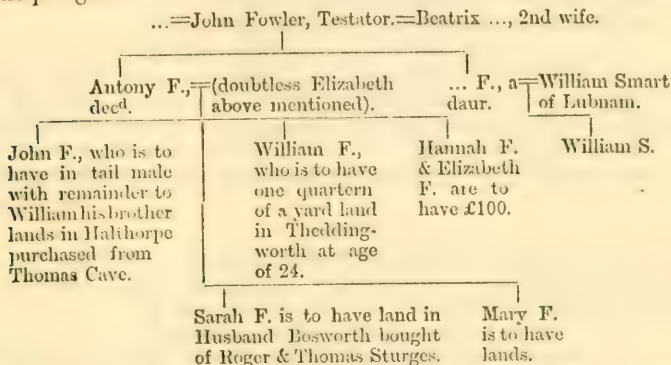 ...=John Fowler, Testator.=Beatrix ..., 2nd wife.
Antony F.,=(doubtless Elizabeth
decd. above mentioned).
... F., a=William Smart
daur. of Lubnam.
John F., who is to
have in tail male
with remainder to
William his brother
lands in Halthorpe
purchased from
Thomas Cave.
William F.,
who is to have
one quartern
of a yard land
in Thedding-
worth at age
of 24.
Hannah F.
& Elizabeth
F. are to
have £100.
William S.
Sarah F. is to have land in
Husband Bosworth bought
of Roger & Thomas Sturges.
Mary F.
is to have
lands.